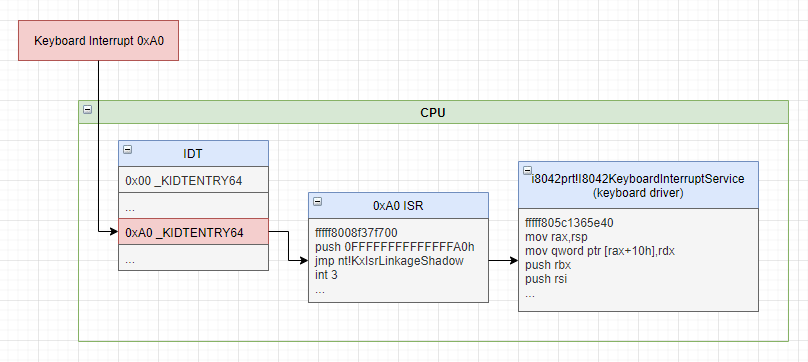 Keyboard Interrupt 0xA0
CPU
IDT
0x00 _KIDTENTRY64
...
0xA0 _KIDTENTRY64
...
0xA0 ISR
fffff8008f37f700
push 0FFFFFFFFFFFFFFA0h
jmp nt!KxIsrLinkageShadow
int 3
...
i8042prt!I8042KeyboardInterruptService
(keyboard driver)
fffff805c1365e40
mov rax,rsp
mov qword ptr [rax+10h],rdx
push rbx
push rsi
...